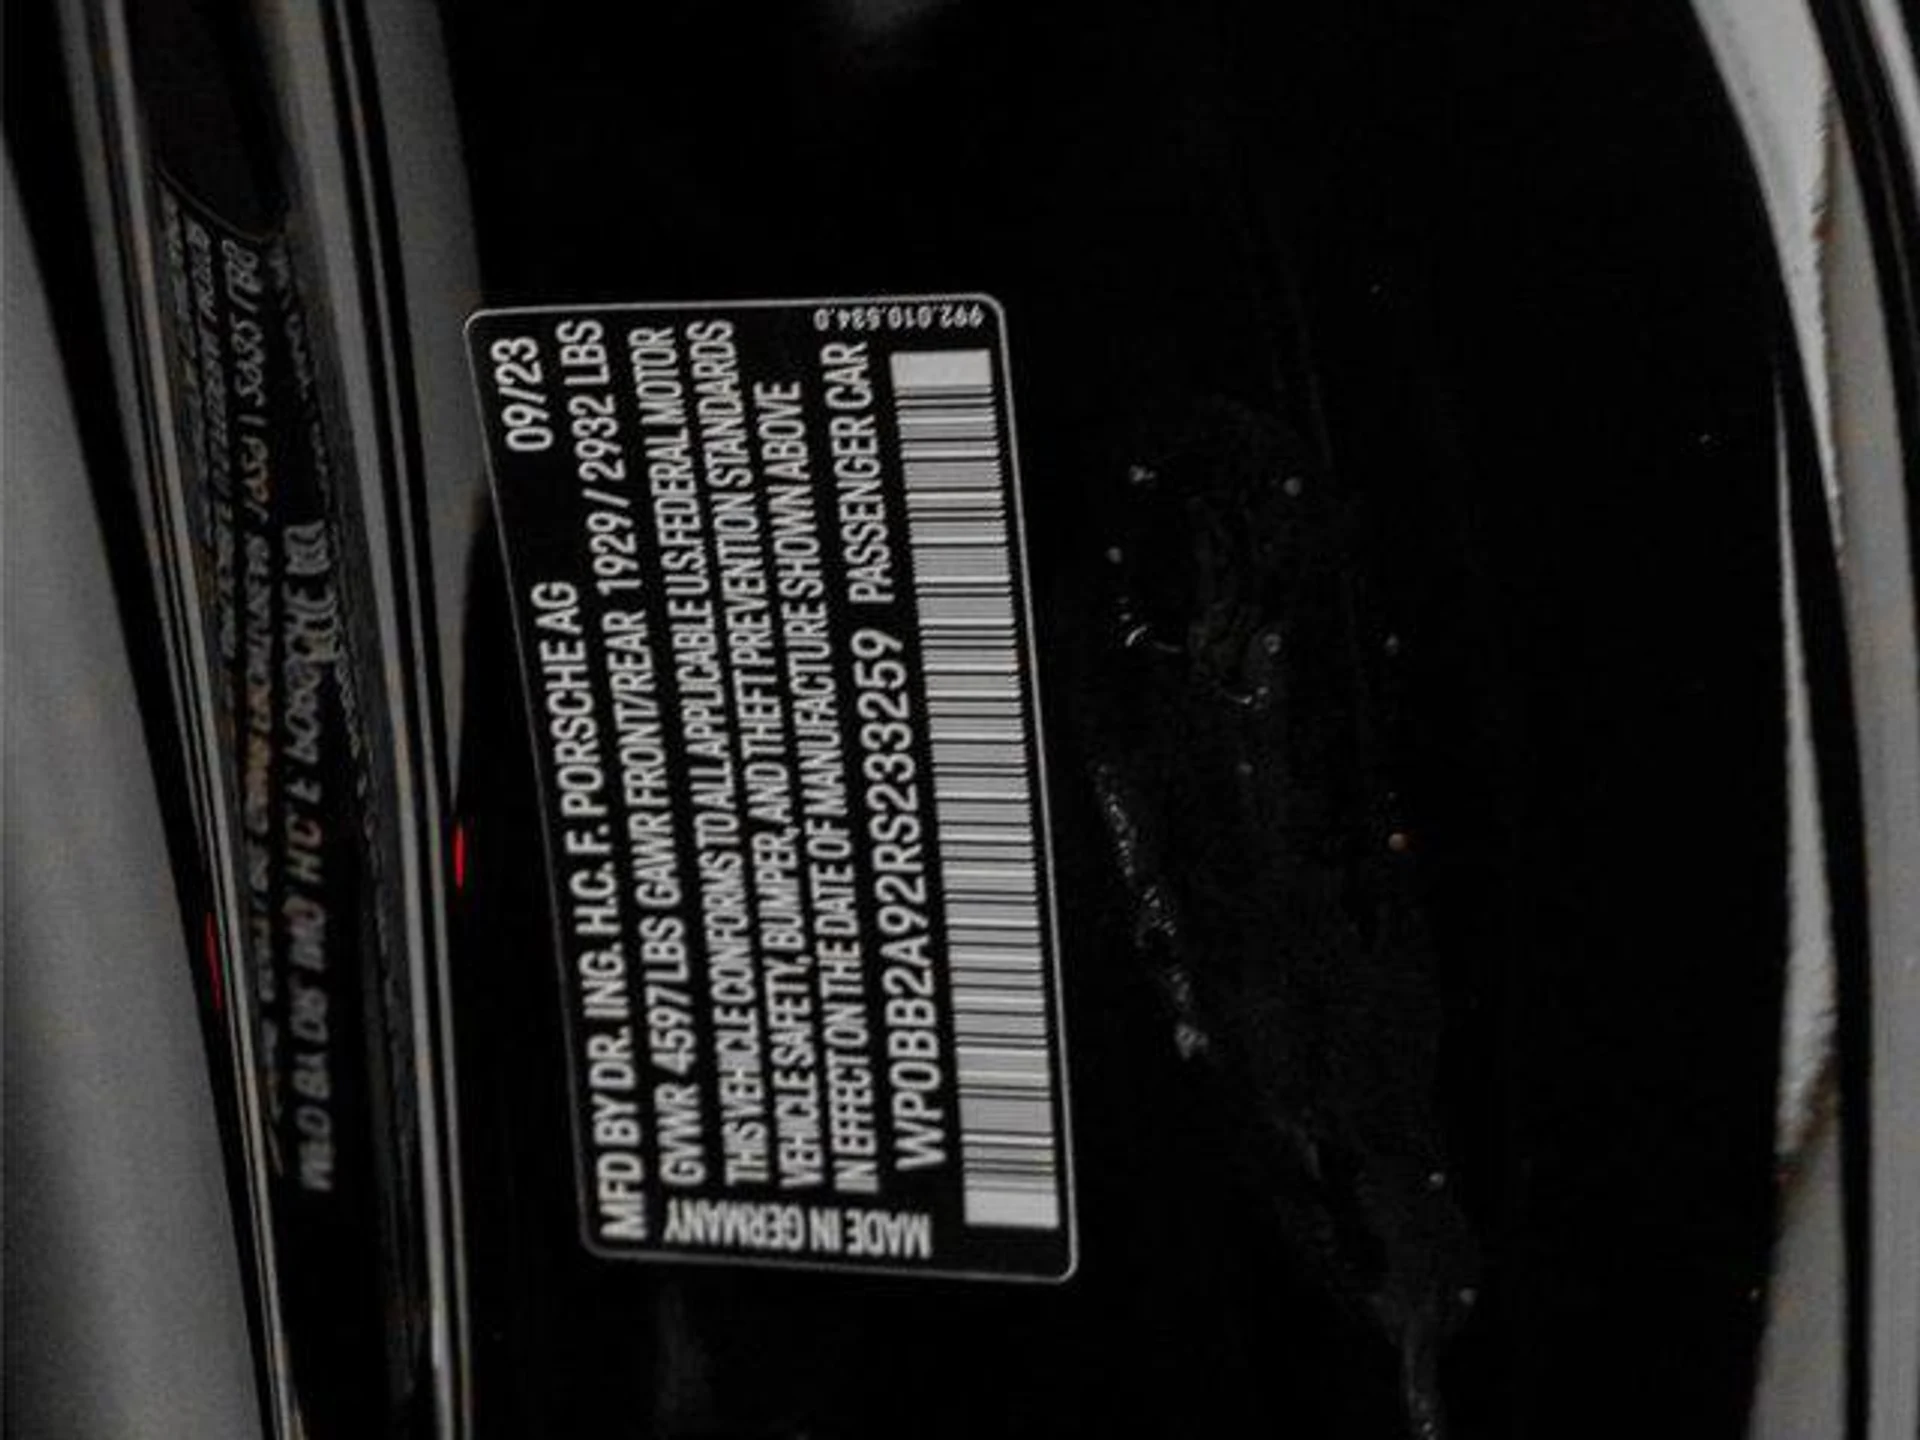 MFD BY DR. ING. H.C. F. PORSCHE AG 09/23
GVWR 4597 LBS GAWR FRONT/REAR 1929 / 2932 LBS
THIS VEHICLE CONFORMS TO ALL APPLICABLE U.S. FEDERAL MOTOR
VEHICLE SAFETY, BUMPER, AND THEFT PREVENTION STANDARDS
IN EFFECT ON THE DATE OF MANUFACTURE SHOWN ABOVE
WP0BB2A92RS233259 PASSENGER CAR
MADE IN GERMANY
992.010.534.0